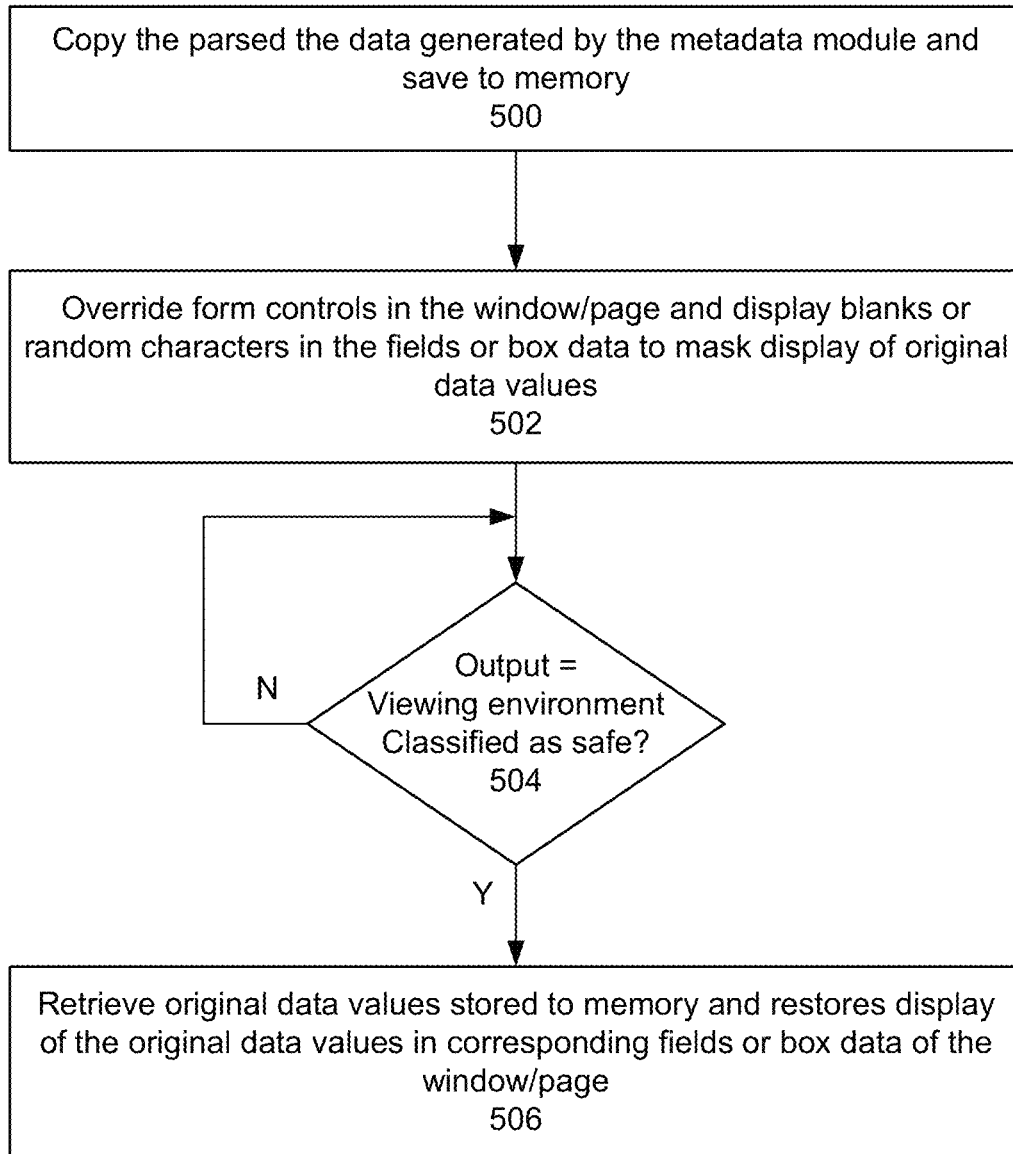 Copy the parsed the data generated by the metadata module and
save to memory
500
Override form controls in the window/page and display blanks or
random characters in the fields or box data to mask display of original
data values
502
N
Output =
Viewing environment
Classified as safe?
504
Y
Retrieve original data values stored to memory and restores display
of the original data values in corresponding fields or box data of the
window/page
506